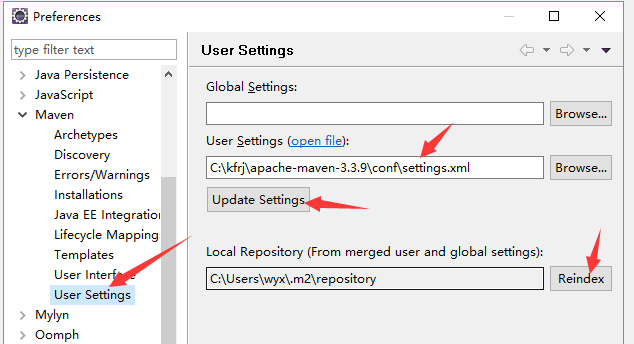 Preferences
type filter text
Java Persistence
JavaScript
Maven
Archetypes
Discovery
Errors/Warnings
Installations
Java EE Integration
Lifecycle Mapping
Templates
User Interface
User Settings
Mylyn
Oomph
User Settings
Global Settings:
Browse...
User Settings (open file):
C:\kfrj\apache-maven-3.3.9\conf\settings.xml
Browse...
Update Settings
Local Repository (From merged user and global settings):
C:\Users\wyx\.m2\repository
Reindex